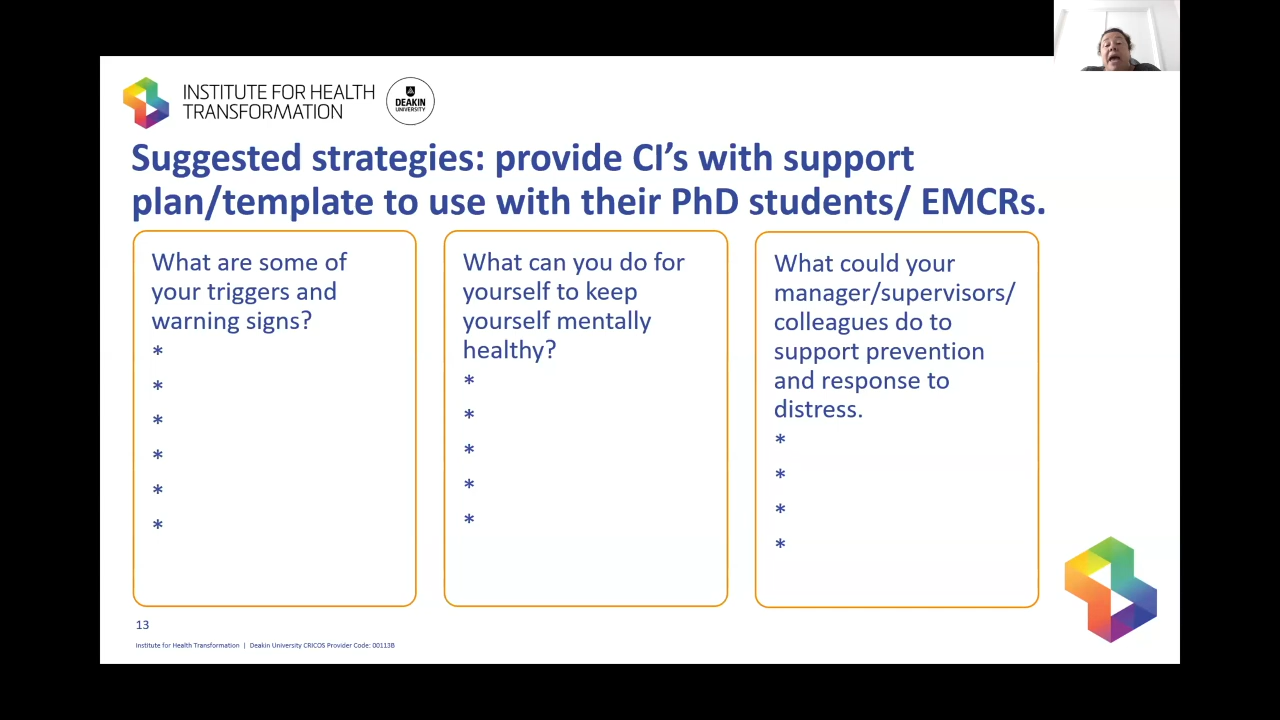 INSTITUTE FOR HEALTH
TRANSFORMATION
DEAKIN
UNIVERSITY
Suggested strategies: provide CI’s with support
plan/template to use with their PhD students/ EMCRs.
What are some of
your triggers and
warning signs?
*
*
*
*
*
*
What can you do for
yourself to keep
yourself mentally
healthy?
*
*
*
*
*
What could your
manager/supervisors/
colleagues do to
support prevention
and response to
distress.
*
*
*
*
13
Institute for Health Transformation | Deakin University CRICOS Provider Code: 00113B